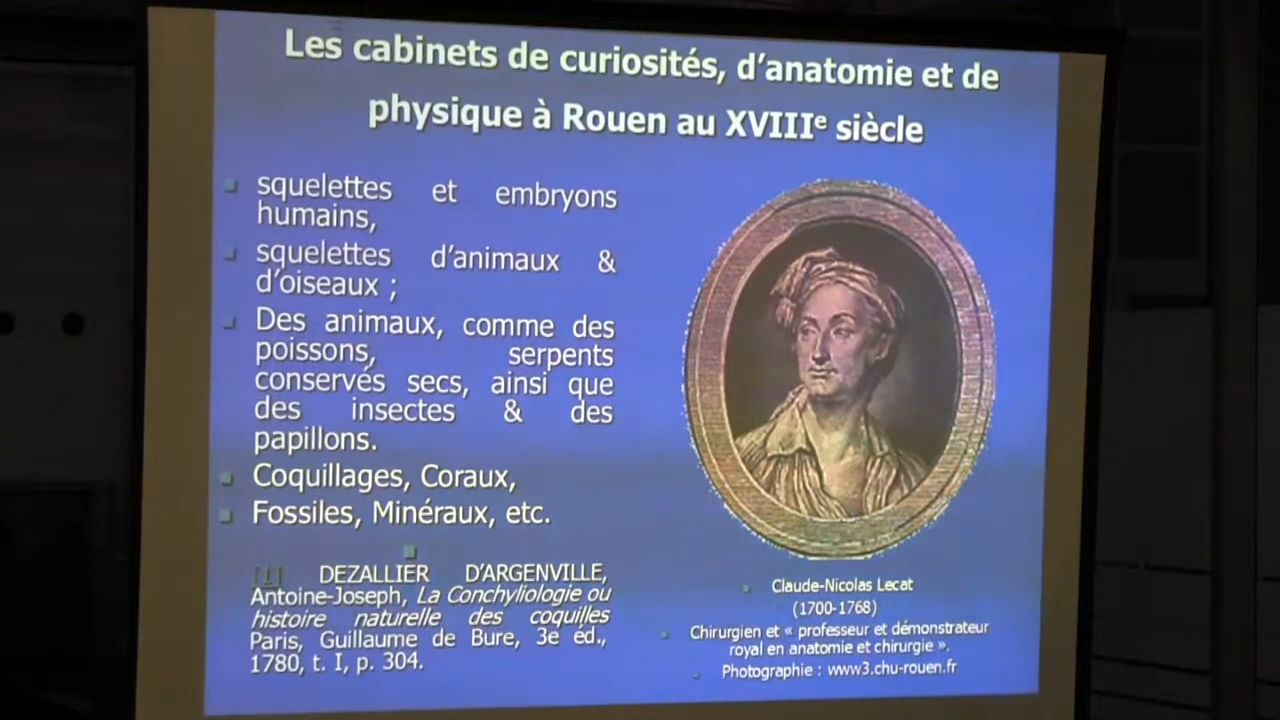 Les cabinets de curiosités, d'anatomie et de
physique à Rouen au XVIIIe siècle
squelettes et embryons
humains,
squelettes d'animaux &
d'oiseaux ;
Des animaux, comme des
poissons, serpents
conservés secs, ainsi que
des insectes & des
papillons.
Coquillages, Coraux,
Fossiles, Minéraux, etc.
[1] DEZALLIER D'ARGENVILLE,
Antoine-Joseph, La Conchyliologie ou
histoire naturelle des coquilles
Paris, Guillaume de Bure, 3e éd.,
1780, t. I, p. 304.
Claude-Nicolas Lecat
(1700-1768)
Chirurgien et « professeur et démonstrateur
royal en anatomie et chirurgie ».
Photographie : www3.chu-rouen.fr